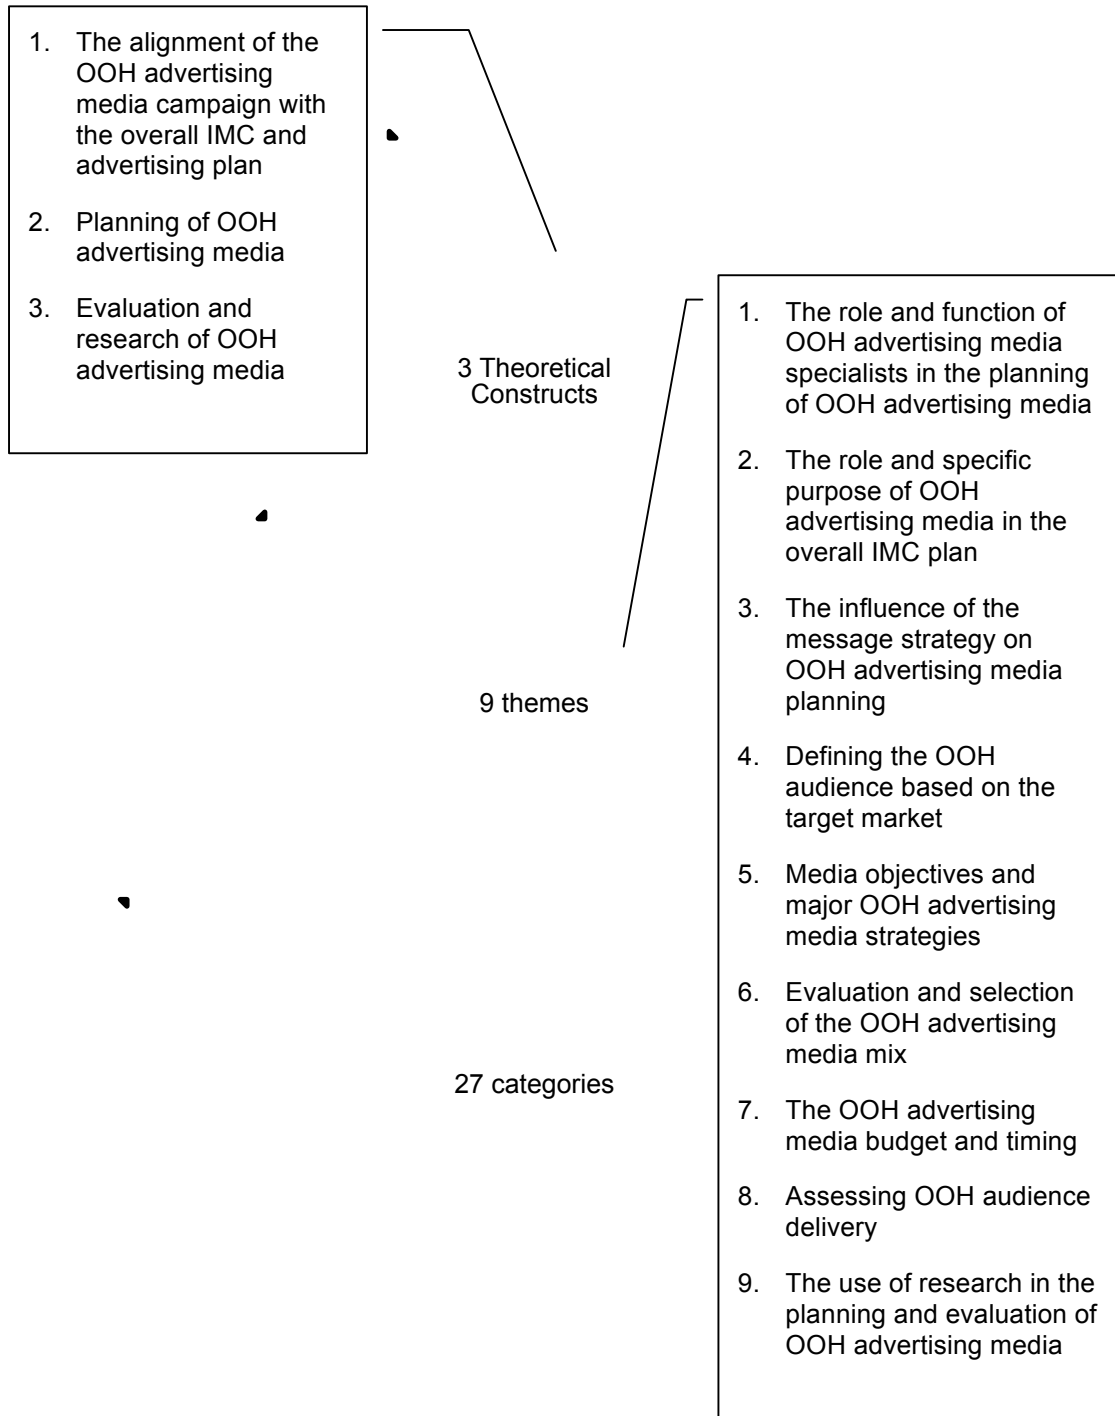 1. The alignment of the
OOH advertising
media campaign with
the overall IMC and
advertising plan
2. Planning of OOH
advertising media
3. Evaluation and
research of OOH
advertising media
3 Theoretical
Constructs
9 themes
27 categories
1. The role and function of
OOH advertising media
specialists in the planning
of OOH advertising media
2. The role and specific
purpose of OOH
advertising media in the
overall IMC plan
3. The influence of the
message strategy on
OOH advertising media
planning
4. Defining the OOH
audience based on the
target market
5. Media objectives and
major OOH advertising
media strategies
6. Evaluation and selection
of the OOH advertising
media mix
7. The OOH advertising
media budget and timing
8. Assessing OOH audience
delivery
9. The use of research in the
planning and evaluation of
OOH advertising media